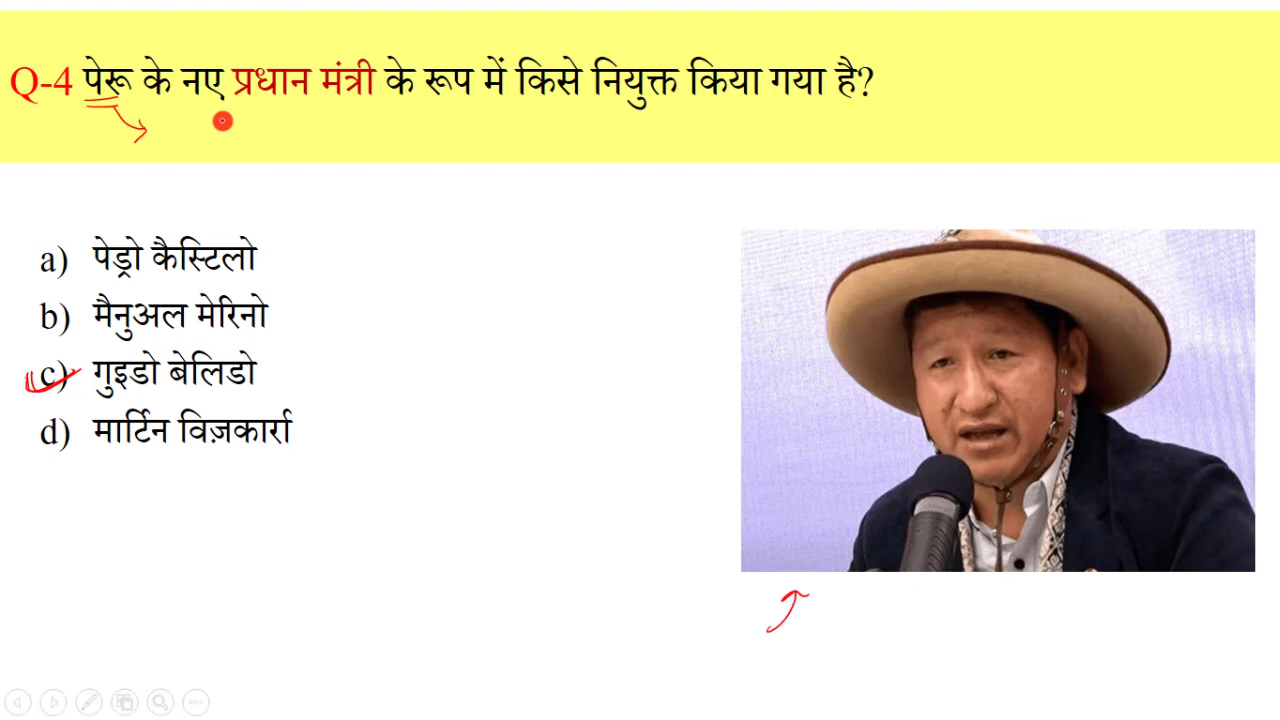 Q-4 पेरू के नए प्रधान मंत्री के रूप में किसे नियुक्त किया गया है?
a) पेड्रो कैस्टिलो
b) मैनुअल मेरिनो
c) गुइडो बेलिडो
d) मार्टिन विज़कार्रा